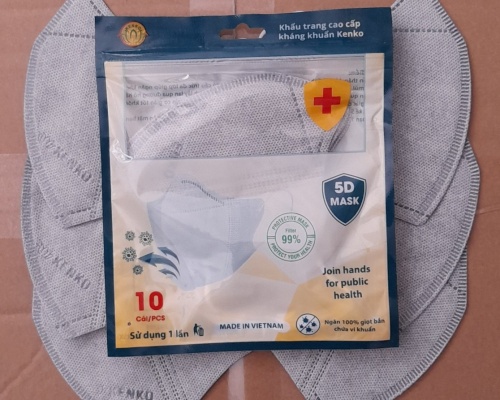 KENKO
Khẩu trang cao cấp
kháng khuẩn Kenko
5D
MASK
PROTECTIVE MASK
Filter
99%
PROTECT YOUR HEALTH
Join hands
for public
health
10
Cái/PCS
Sử dụng 1 lần
MADE IN VIETNAM
Ngăn 100% giọt bắn
chứa vi khuẩn
KENKO
KENKO
KENKO